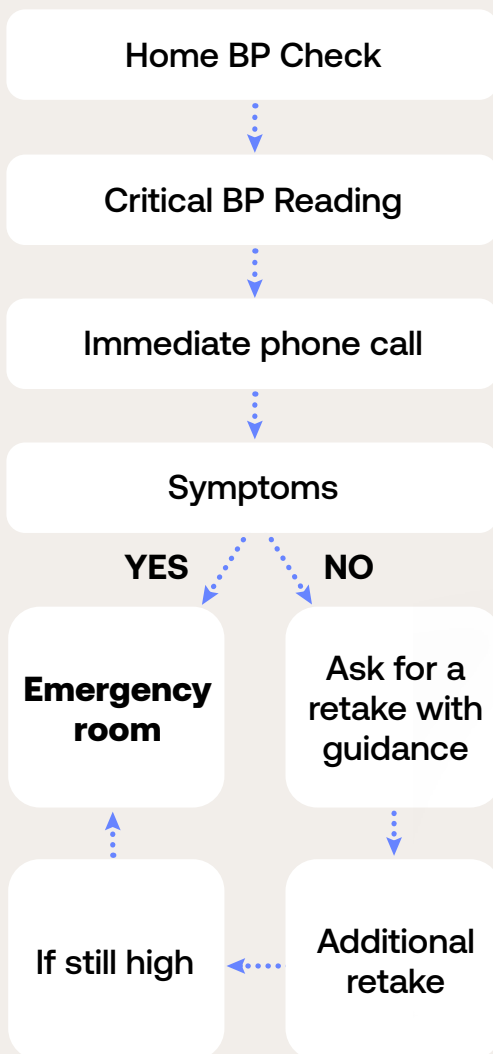 Home BP Check
Critical BP Reading
Immediate phone call
Symptoms
YES
NO
Emergency
room
Ask for a
retake with
guidance
If still high
Additional
retake